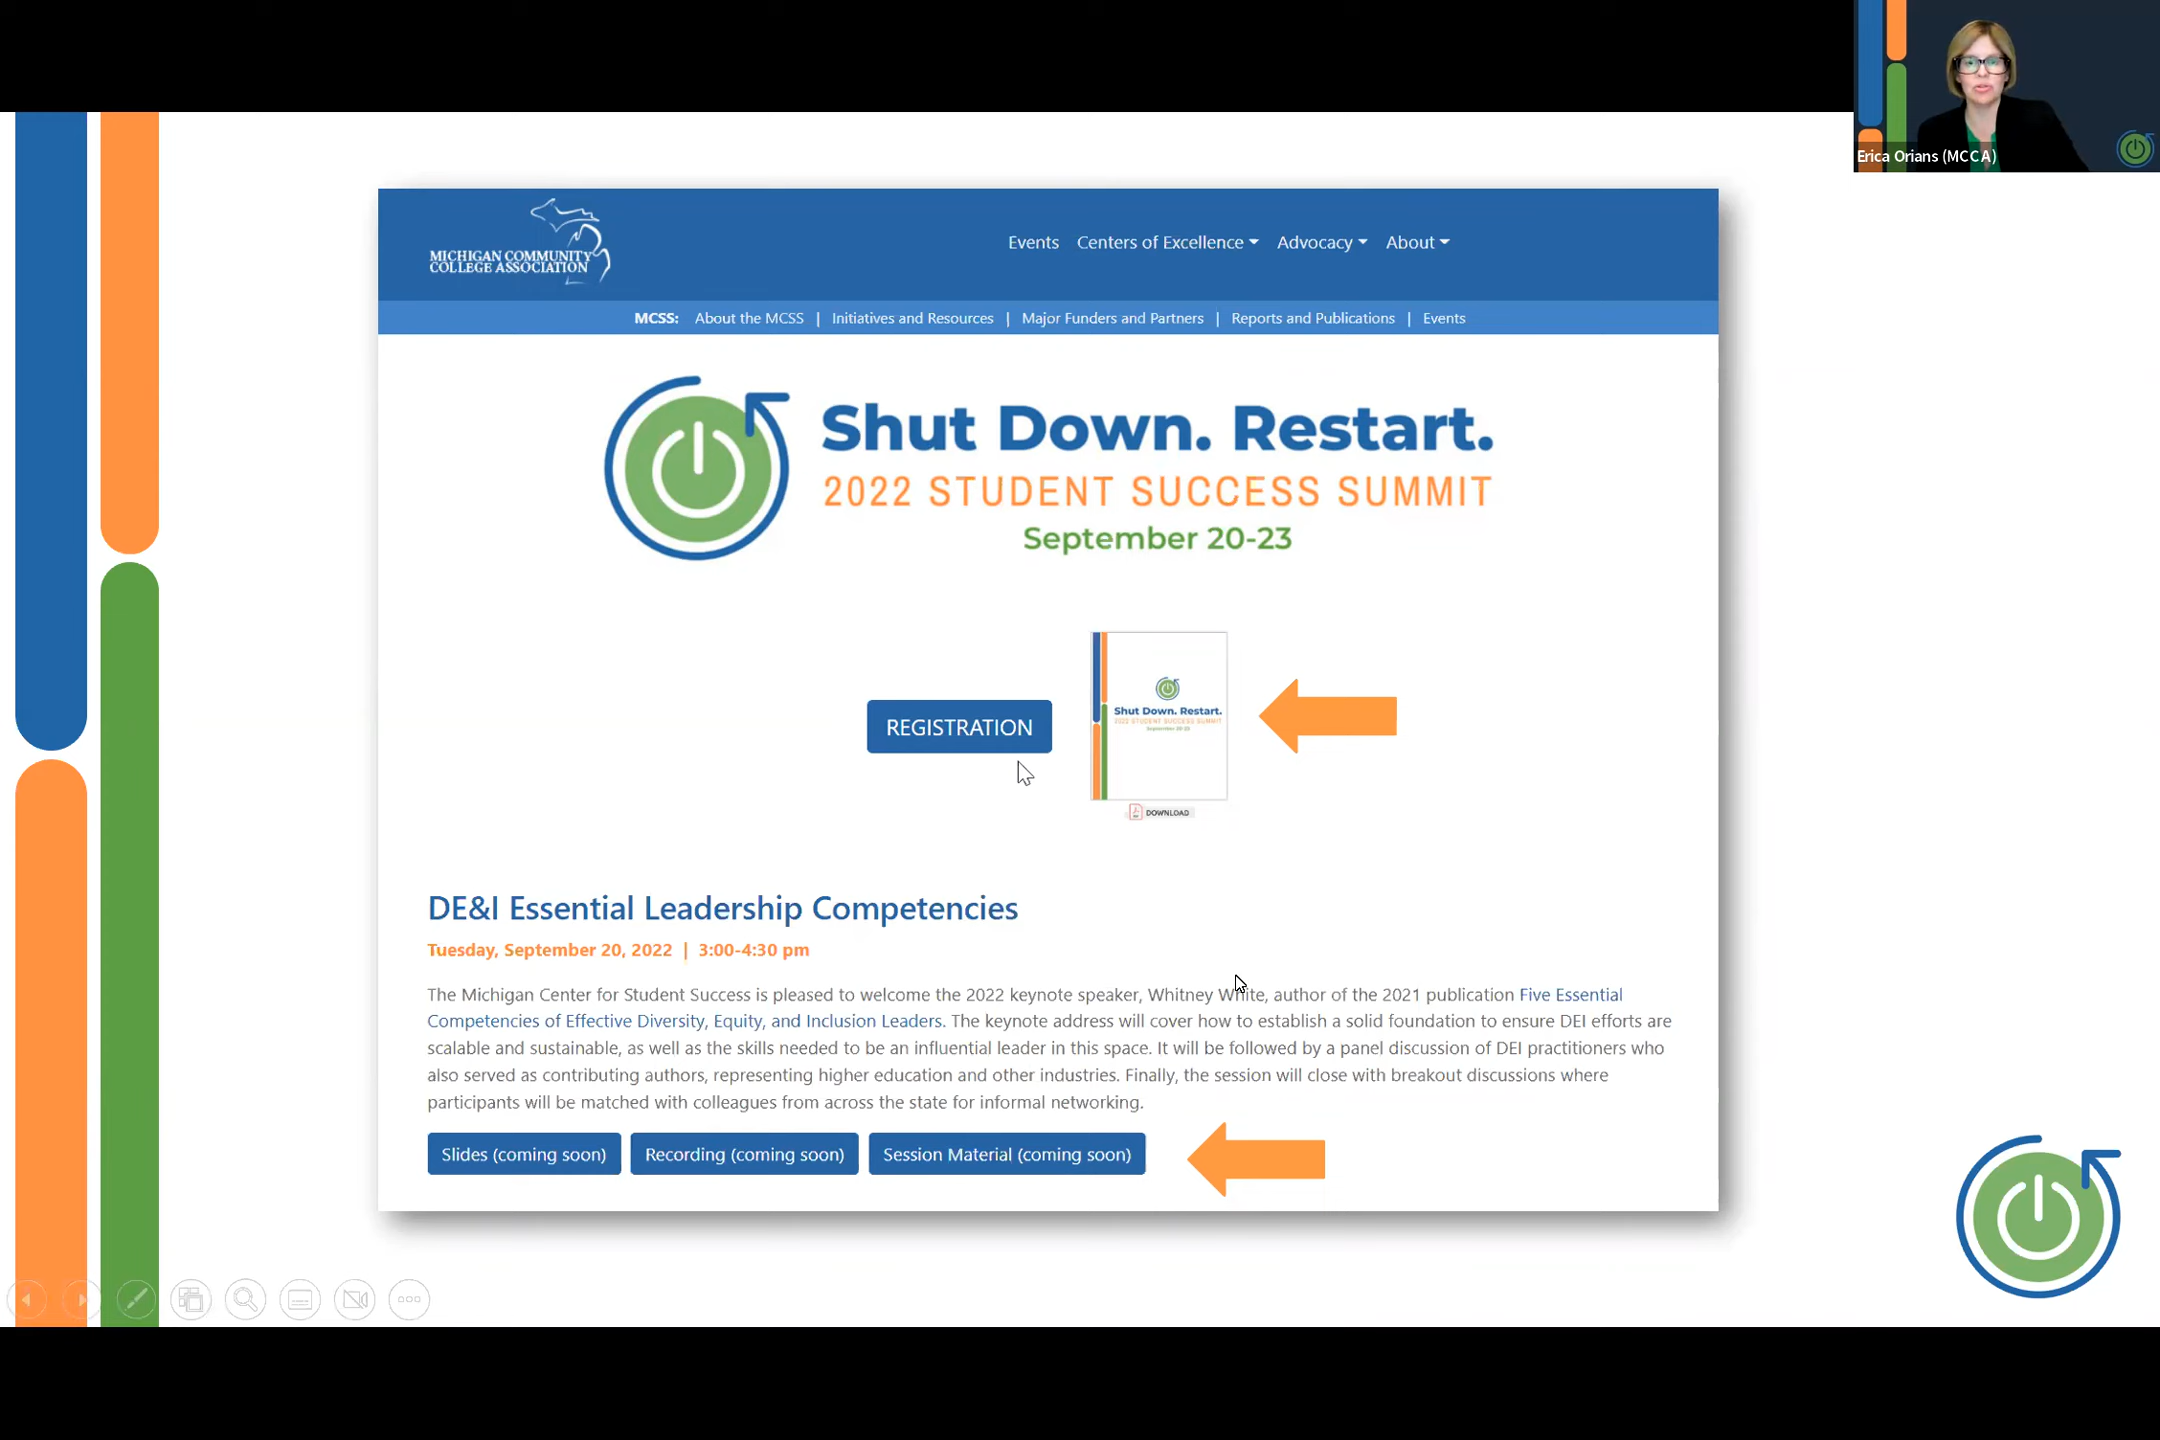 Erica Orians (MCCA)
MICHIGAN COMMUNITY
COLLEGE ASSOCIATION
Events Centers of Excellence Advocacy About
MCSS: About the MCSS | Initiatives and Resources | Major Funders and Partners | Reports and Publications | Events
Shut Down. Restart.
2022 STUDENT SUCCESS SUMMIT
September 20-23
REGISTRATION
Shut Down. Restart.
2022 STUDENT SUCCESS SUMMIT
September 20-23
DOWNLOAD
DE&I Essential Leadership Competencies
Tuesday, September 20, 2022 | 3:00-4:30 pm
The Michigan Center for Student Success is pleased to welcome the 2022 keynote speaker, Whitney White, author of the 2021 publication Five Essential
Competencies of Effective Diversity, Equity, and Inclusion Leaders. The keynote address will cover how to establish a solid foundation to ensure DEI efforts are
scalable and sustainable, as well as the skills needed to be an influential leader in this space. It will be followed by a panel discussion of DEI practitioners who
also served as contributing authors, representing higher education and other industries. Finally, the session will close with breakout discussions where
participants will be matched with colleagues from across the state for informal networking.
Slides (coming soon) Recording (coming soon) Session Material (coming soon)